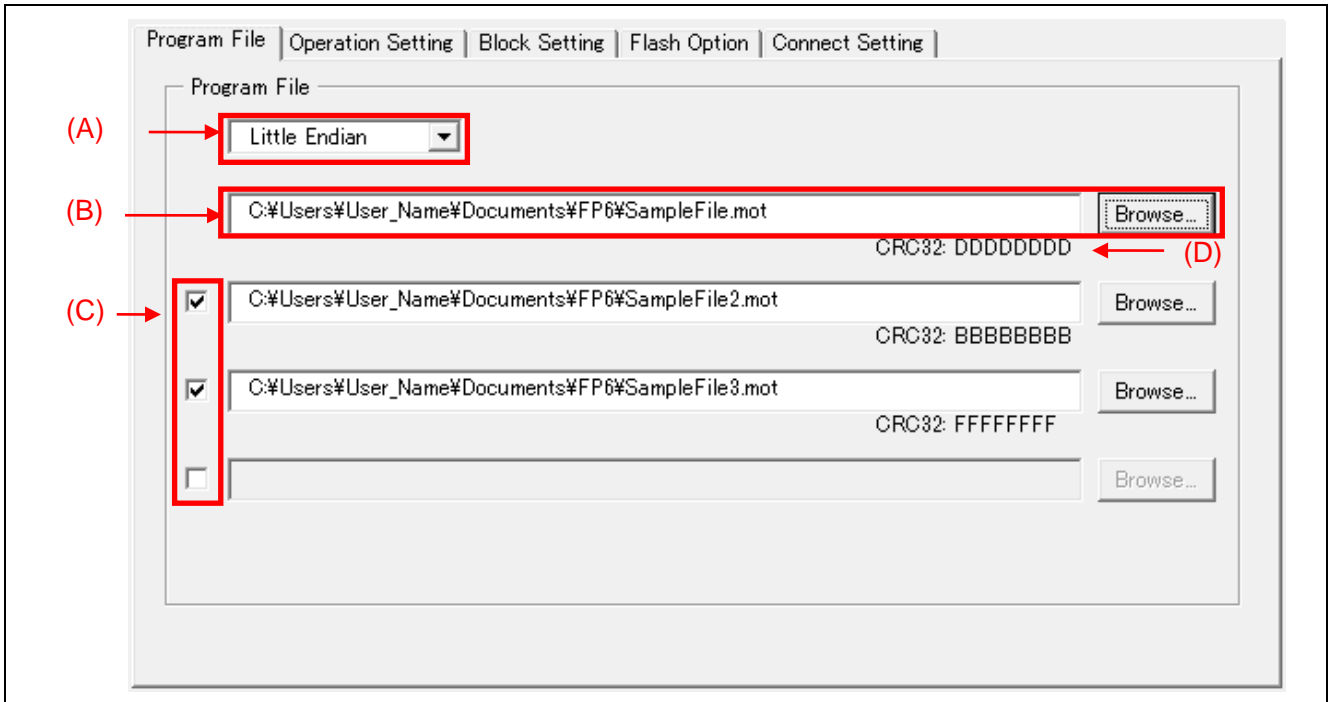 Program File Operation Setting Block Setting Flash Option Connect Setting
Program File
(A) Little Endian
(B) C:¥Users¥User_Name¥Documents¥FP6¥SampleFile.mot Browse...
CRC32: DDDDDDDD (D)
(C) C:¥Users¥User_Name¥Documents¥FP6¥SampleFile2.mot Browse...
CRC32: BBBBBBBB
C:¥Users¥User_Name¥Documents¥FP6¥SampleFile3.mot Browse...
CRC32: FFFFFFFF
Browse...